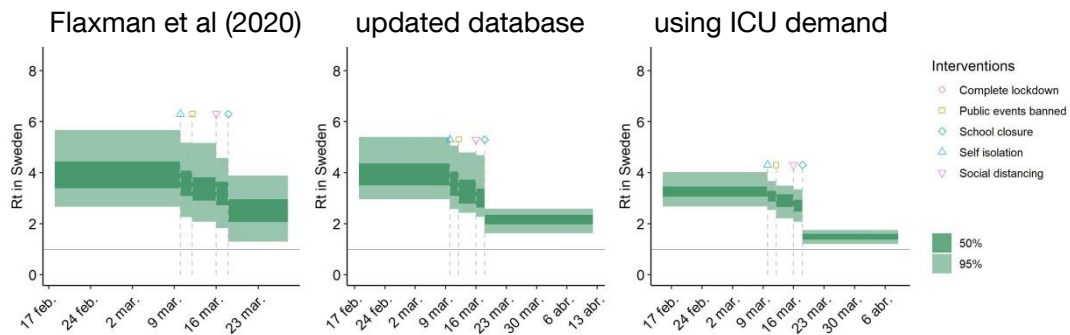 Flaxman et al (2020)
updated database
using ICU demand
Rt in Sweden
8
6
4
2
0
17 feb.
24 feb.
2 mar.
9 mar.
16 mar.
23 mar.
Rt in Sweden
8
6
4
2
0
17 feb.
24 feb.
2 mar.
9 mar.
16 mar.
23 mar.
30 mar.
6 abr.
13 abr.
Rt in Sweden
8
6
4
2
0
17 feb.
24 feb.
2 mar.
9 mar.
16 mar.
23 mar.
30 mar.
6 abr.
Interventions
Complete lockdown
Public events banned
School closure
Self isolation
Social distancing
50%
95%